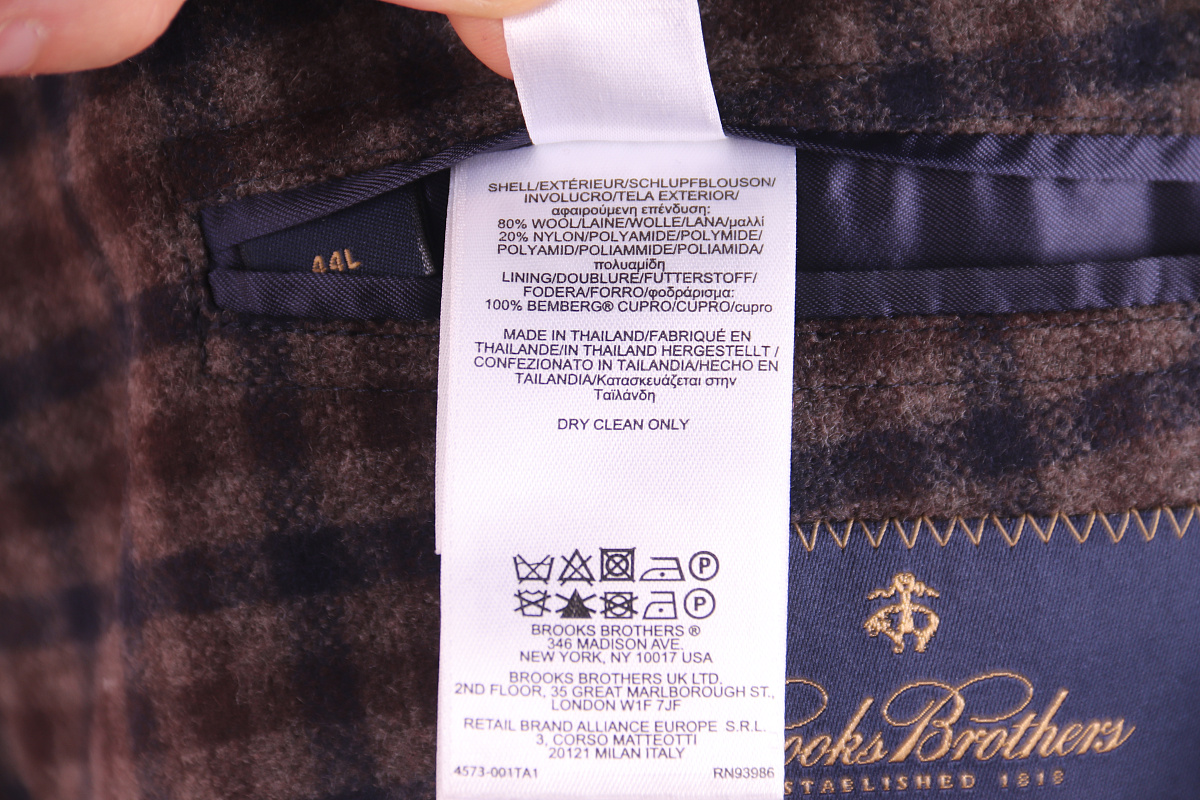 44L
SHELL/EXTÉRIEUR/SCHLUPFBLOUSON/
INVOLUCRO/TELA EXTERIOR/
αφαιρούμενη επένδυση:
80% WOOL/LAINE/WOLLE/LANA/μαλλί
20% NYLON/POLYAMIDE/POLYMIDE/
POLYAMID/POLIAMMIDE/POLIAMIDA/
πολυαμίδη
LINING/DOUBLURE/FUTTERSTOFF/
FODERA/FORRO/φοδράρισμα:
100% BEMBERG® CUPRO/CUPRO/cupro
MADE IN THAILAND/FABRIQUÉ EN
THAILANDE/IN THAILAND HERGESTELLT /
CONFEZIONATO IN TAILANDIA/HECHO EN
TAILANDIA/Κατασκευάζεται στην
Ταϊλάνδη
DRY CLEAN ONLY
P
P
BROOKS BROTHERS ®
346 MADISON AVE.
NEW YORK, NY 10017 USA
BROOKS BROTHERS UK LTD.
2ND FLOOR, 35 GREAT MARLBOROUGH ST.,
LONDON W1F 7JF
RETAIL BRAND ALLIANCE EUROPE S.R.L.
3, CORSO MATTEOTTI
20121 MILAN ITALY
4573-001TA1 RN93986
Brooks Brothers
ESTABLISHED 1818